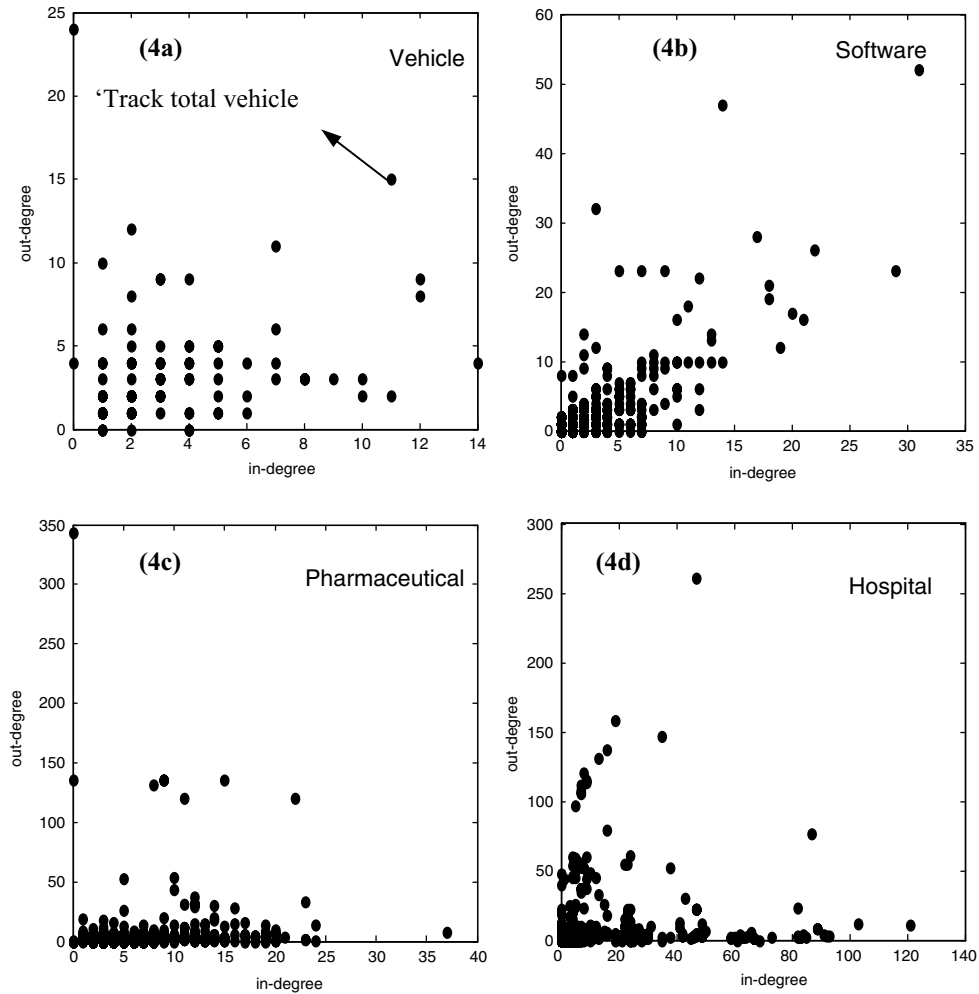 (4a)
Vehicle
'Track total vehicle
25
20
15
10
5
0
out-degree
0 2 4 6 8 10 12 14
in-degree
(4b)
Software
60
50
40
30
20
10
0
out-degree
0 5 10 15 20 25 30 35
in-degree
(4c)
Pharmaceutical
350
300
250
200
150
100
50
0
out-degree
0 5 10 15 20 25 30 35 40
in-degree
(4d)
Hospital
300
250
200
150
100
50
0
out-degree
0 20 40 60 80 100 120 140
in-degree